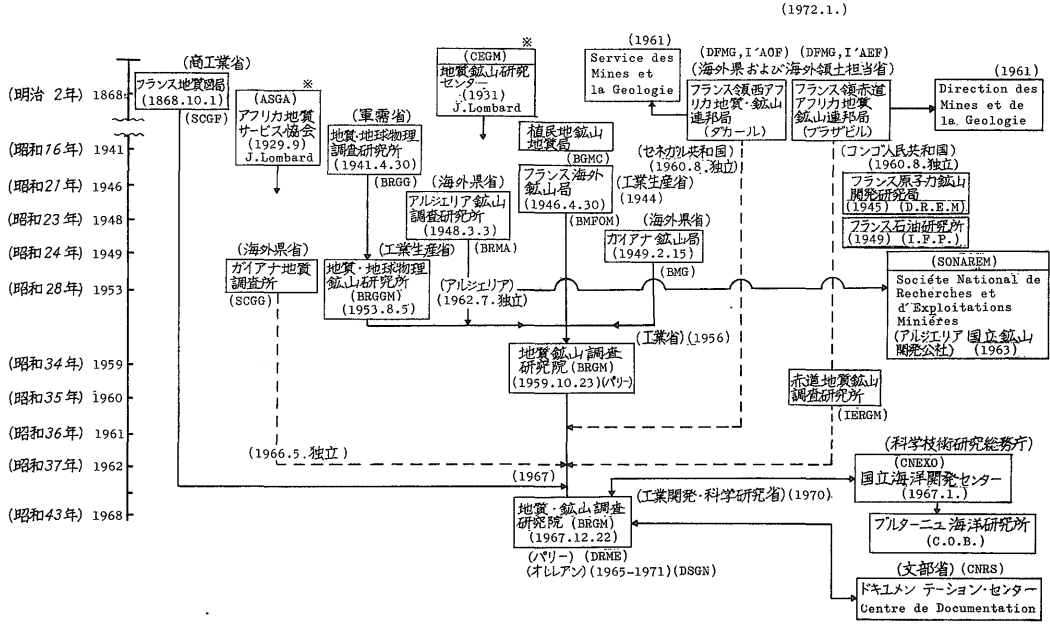 (1972.1.)
(明治 2年) 1868
(昭和16年) 1941
(昭和21年) 1946
(昭和23年) 1948
(昭和24年) 1949
(昭和28年) 1953
(昭和34年) 1959
(昭和35年) 1960
(昭和36年) 1961
(昭和37年) 1962
(昭和43年) 1968
(商工業省)
フランス地質図局
(1868.10.1)
(SCGF)
※
(ASGA)
アフリカ地質
サービス協会
(1929.9)
J.Lombard
(海外県省)
ガイアナ地質
調査所
(SCGG)
(1966.5.独立)
(軍需省)
地質・地球物理
調査研究所
(1941.4.30)
(BRGG)
(工業生産省)
地質・地球物理
鉱山研究所
(BRGGM)
(1953.8.5)
※
(CEGM)
地質鉱山研究
センター
(1931)
J.Lombard
(海外県省)
アルジェリア鉱山
調査研究所
(1948.3.3)
(BRMA)
(アルジェリア)
(1962.7.独立)
植民地鉱山
地質局
(BGMC)
フランス海外
鉱山局
(1946.4.30)
(BMFOM)
(工業生産省)
(1944)
(海外県省)
ガイアナ鉱山局
(1949.2.15)
(BMG)
(工業省)(1956)
地質鉱山調査
研究院(BRGM)
(1959.10.23)(パリー)
(1967)
地質・鉱山調査
研究院(BRGM)
(1967.12.22)
(パリー) (DRME)
(オルレアン)(1965-1971)(DSGN)
(工業開発・科学研究省)(1970)
(1961)
Service des
Mines et
la Geologie
(DFMG,I'AOF) (DFMG,I'AEF)
(海外県および海外領土担当省)
フランス領西アフ
リカ地質・鉱山
連邦局
(ダカール)
フランス領赤道
アフリカ地質
鉱山連邦局
(ブラザビル)
(1961)
Direction des
Mines et de
la Geologie
(セネガル共和国)
(1960.8.独立)
(コンゴ人民共和国)
(1960.8.独立)
フランス原子力鉱山
開発研究局
(1945) (D.R.E.M)
フランス石油研究所
(1949) (I.F.P.)
(SONAREM)
Société National de
Recherches et
d'Exploitations
Miniéres
(アルジェリア国立鉱山
開発公社) (1963)
赤道地質鉱山
調査研究所
(IERGM)
(科学技術研究総務庁)
(CNEXO)
国立海洋開発センター
(1967.1.)
ブルターニュ海洋研究所
(C.O.B.)
(文部省)(CNRS)
ドキュメンテーション・センター
Centre de Documentation